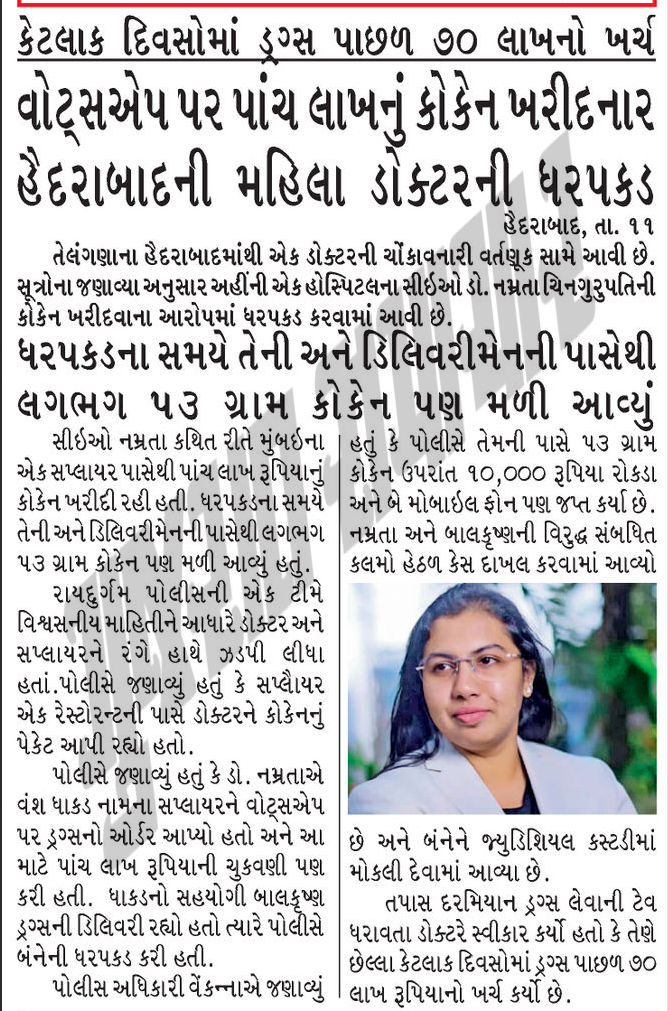 કેટલાક દિવસોમાં ડ્રગ્સ પાછળ ૭૦ લાખનો ખર્ચ
વોટ્સએપ પર પાંચ લાખનું કોકેન ખરીદનાર
હૈદરાબાદની મહિલા ડોક્ટરની ધરપકડ
હૈદરાબાદ, તા. ૧૧
તેલંગણાના હૈદરાબાદમાંથી એક ડોક્ટરની ચોંકાવનારી વર્તણૂક સામે આવી છે.
સૂત્રોના જણાવ્યા અનુસાર અહીંની એક હોસ્પિટલના સીઇઓ ડો. નમ્રતા ચિનગુરુપતિની
કોકેન ખરીદવાના આરોપમાં ધરપકડ કરવામાં આવી છે.
ધરપકડના સમયે તેની અને ડિલિવરીમેનની પાસેથી
લગભગ ૫૩ ગ્રામ કોકેન પણ મળી આવ્યું
સીઇઓ નમ્રતા કથિત રીતે મુંબઇના
એક સપ્લાયર પાસેથી પાંચ લાખ રૂપિયાનું
કોકેન ખરીદી રહી હતી. ધરપકડના સમયે
તેની અને ડિલિવરીમેનની પાસેથી લગભગ
૫૩ ગ્રામ કોકેન પણ મળી આવ્યું હતું.
રાયદુર્ગમ પોલીસની એક ટીમે
વિશ્વસનીય માહિતીને આધારે ડોક્ટર અને
સપ્લાયરને રંગે હાથે ઝડપી લીધા
હતાં.પોલીસે જણાવ્યું હતું કે સપ્લાૈયર
એક રેસ્ટોરન્ટની પાસે ડોક્ટરને કોકેનનું
પેકેટ આપી રહ્યો હતો.
પોલીસે જણાવ્યું હતું કે ડો. નમ્રતાએ
વંશ ધાકડ નામના સપ્લાયરને વોટ્સએપ
પર ડ્રગ્સનો ઓર્ડર આપ્યો હતો અને આ
માટે પાંચ લાખ રૂપિયાની ચુકવણી પણ
કરી હતી. ધાકડનો સહયોગી બાલકૃષ્ણ
ડ્રગ્સની ડિલિવરી રહ્યો હતો ત્યારે પોલીસે
બંનેની ધરપકડ કરી હતી.
પોલીસ અધિકારી વેંકન્નાએ જણાવ્યું
હતું કે પોલીસે તેમની પાસે ૫૩ ગ્રામ
કોકેન ઉપરાંત ૧૦,૦૦૦ રૂપિયા રોકડા
અને બે મોબાઇલ ફોન પણ જપ્ત કર્યા છે.
નમ્રતા અને બાલકૃષ્ણની વિરુદ્ધ સંબધિત
કલમો હેઠળ કેસ દાખલ કરવામાં આવ્યો
છે અને બંનેને જ્યુડિશિયલ કસ્ટડીમાં
મોકલી દેવામાં આવ્યા છે.
તપાસ દરમિયાન ડ્રગ્સ લેવાની ટેવ
ધરાવતા ડોક્ટરે સ્વીકાર કર્યો હતો કે તેણે
છેલ્લા કેટલાક દિવસોમાં ડ્રગ્સ પાછળ ૭૦
લાખ રૂપિયાનો ખર્ચ કર્યો છે.